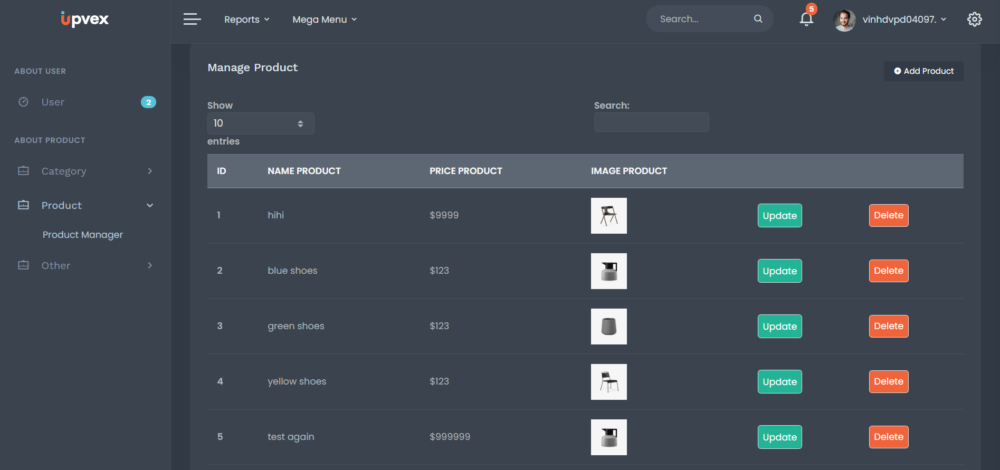 upvex
Reports
Mega Menu
Search...
5
vinhdvpd04097.
ABOUT USER
User
2
ABOUT PRODUCT
Category
Product
Product Manager
Other
Manage Product
Add Product
Show
10
entries
Search:
ID NAME PRODUCT PRICE PRODUCT IMAGE PRODUCT
1 hihi $9999 Update Delete
2 blue shoes $123 Update Delete
3 green shoes $123 Update Delete
4 yellow shoes $123 Update Delete
5 test again $999999 Update Delete